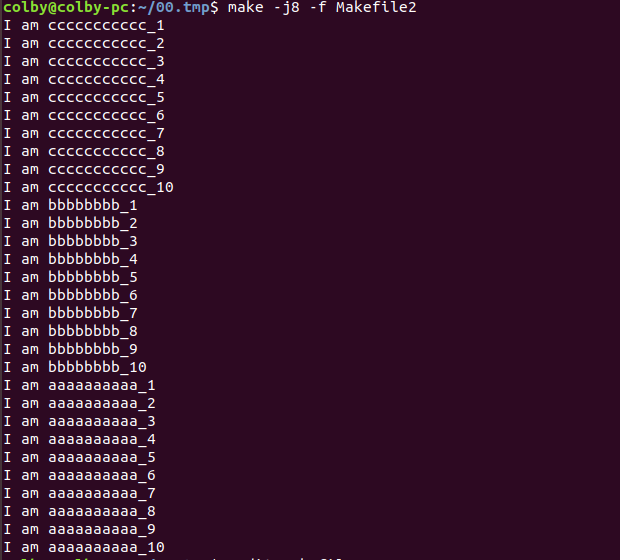 colby@colby-pc:~/00.tmp$ make -j8 -f Makefile2
I am ccccccccccc_1
I am ccccccccccc_2
I am ccccccccccc_3
I am ccccccccccc_4
I am ccccccccccc_5
I am ccccccccccc_6
I am ccccccccccc_7
I am ccccccccccc_8
I am ccccccccccc_9
I am ccccccccccc_10
I am bbbbbbbb_1
I am bbbbbbbb_2
I am bbbbbbbb_3
I am bbbbbbbb_4
I am bbbbbbbb_5
I am bbbbbbbb_6
I am bbbbbbbb_7
I am bbbbbbbb_8
I am bbbbbbbb_9
I am bbbbbbbb_10
I am aaaaaaaaaa_1
I am aaaaaaaaaa_2
I am aaaaaaaaaa_3
I am aaaaaaaaaa_4
I am aaaaaaaaaa_5
I am aaaaaaaaaa_6
I am aaaaaaaaaa_7
I am aaaaaaaaaa_8
I am aaaaaaaaaa_9
I am aaaaaaaaaa_10